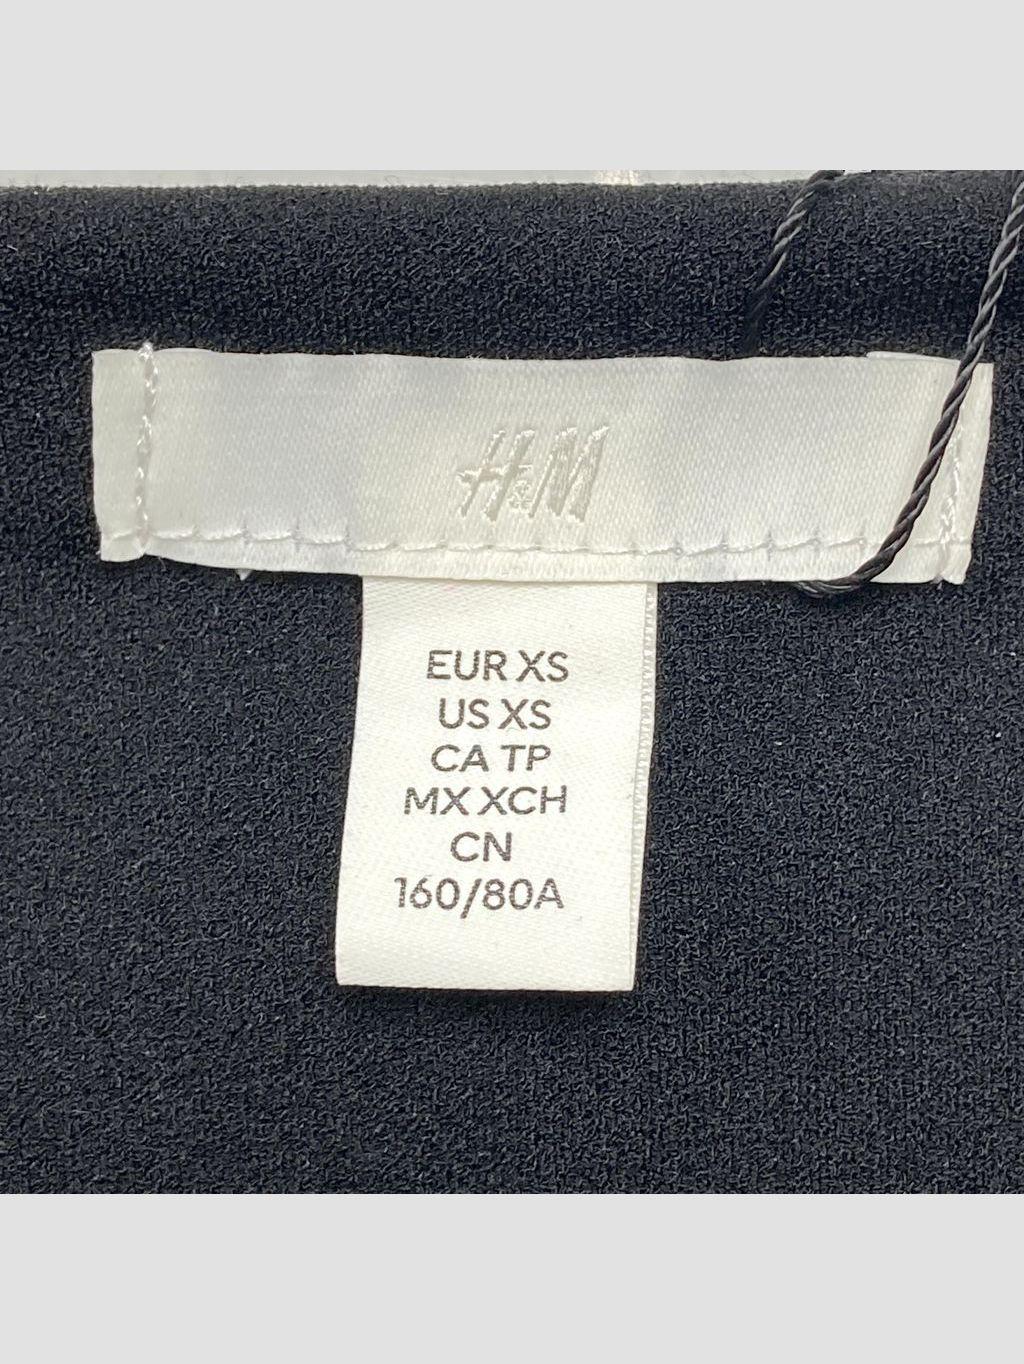 H&M
EUR XS
US XS
CA TP
MX XCH
CN
160/80A